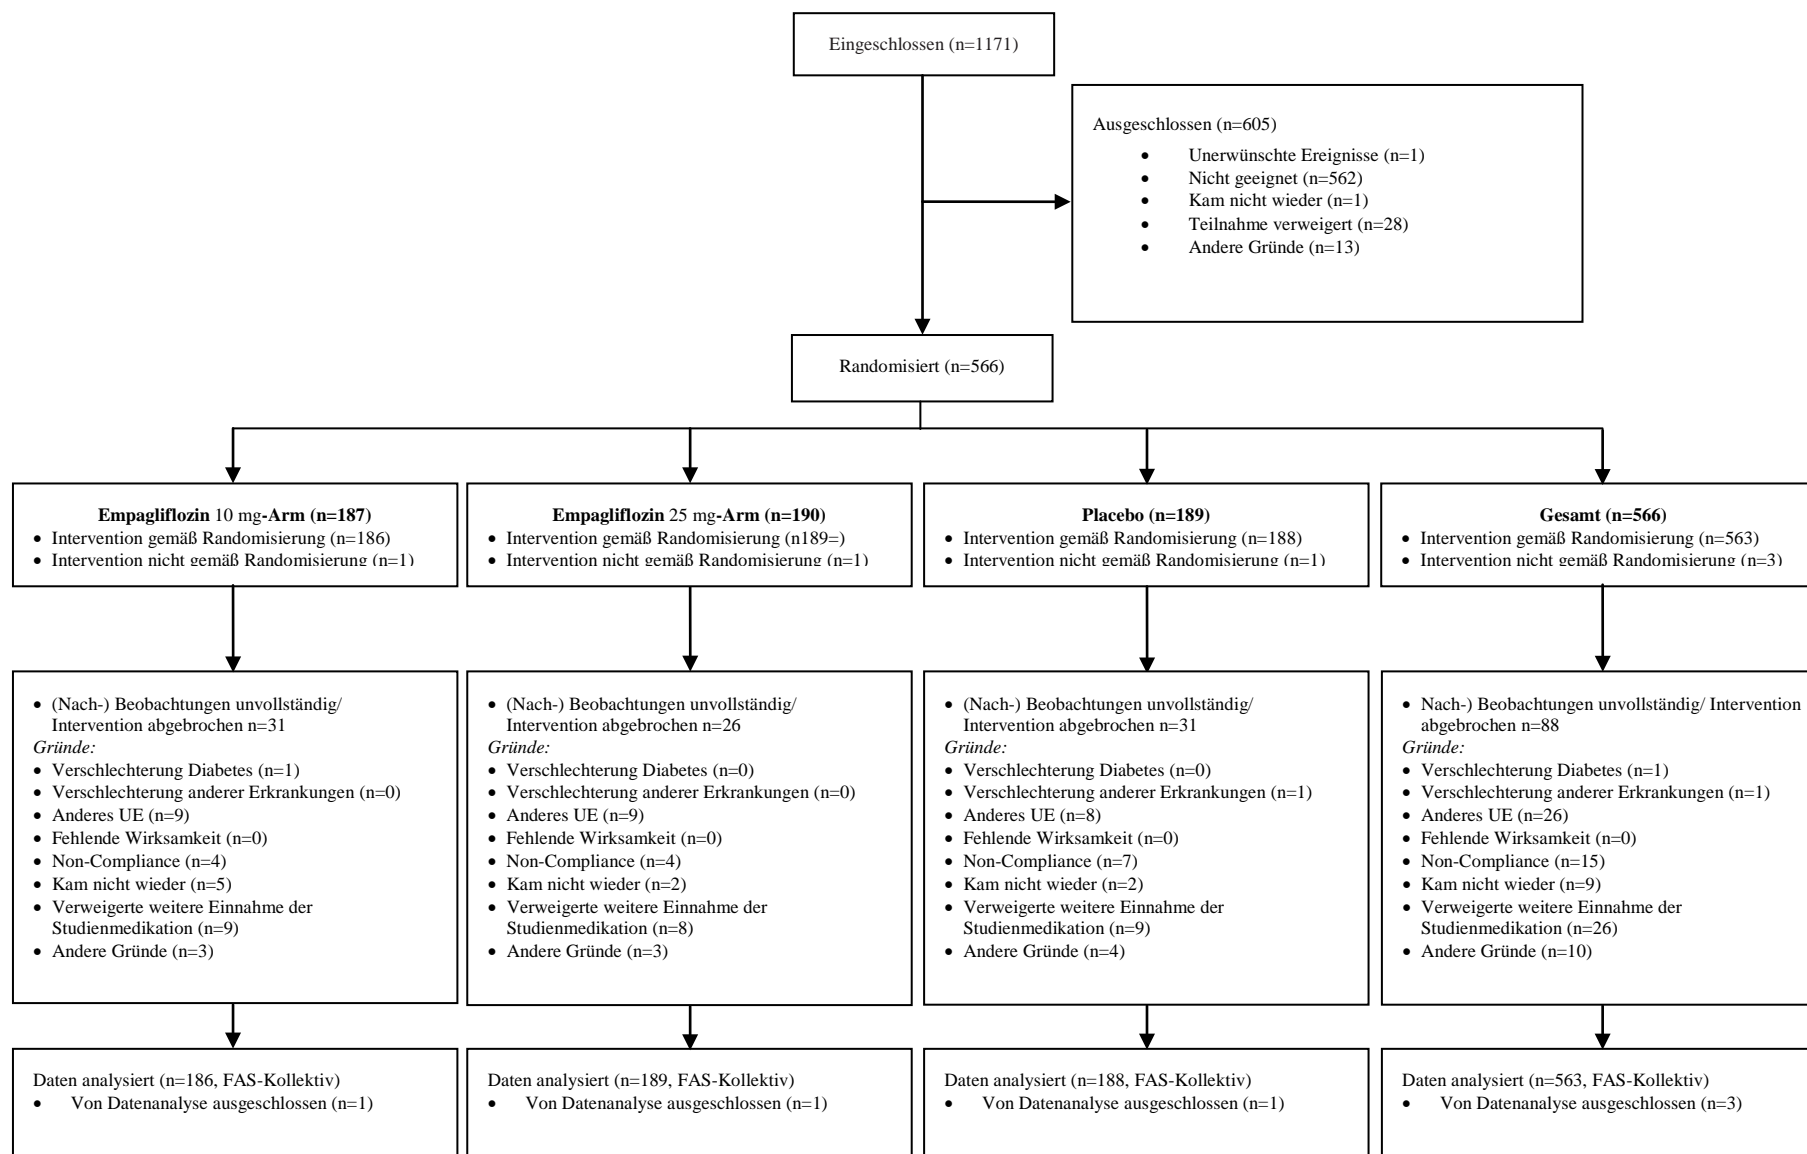 Eingeschlossen (n=1171)
Ausgeschlossen (n=605)
• Unerwünschte Ereignisse (n=1)
• Nicht geeignet (n=562)
• Kam nicht wieder (n=1)
• Teilnahme verweigert (n=28)
• Andere Gründe (n=13)
Randomisiert (n=566)
Empagliflozin 10 mg-Arm (n=187)
• Intervention gemäß Randomisierung (n=186)
• Intervention nicht gemäß Randomisierung (n=1)
Empagliflozin 25 mg-Arm (n=190)
• Intervention gemäß Randomisierung (n189=)
• Intervention nicht gemäß Randomisierung (n=1)
Placebo (n=189)
• Intervention gemäß Randomisierung (n=188)
• Intervention nicht gemäß Randomisierung (n=1)
Gesamt (n=566)
• Intervention gemäß Randomisierung (n=563)
• Intervention nicht gemäß Randomisierung (n=3)
• (Nach-) Beobachtungen unvollständig/
Intervention abgebrochen n=31
Gründe:
• Verschlechterung Diabetes (n=1)
• Verschlechterung anderer Erkrankungen (n=0)
• Anderes UE (n=9)
• Fehlende Wirksamkeit (n=0)
• Non-Compliance (n=4)
• Kam nicht wieder (n=5)
• Verweigerte weitere Einnahme der
Studienmedikation (n=9)
• Andere Gründe (n=3)
• (Nach-) Beobachtungen unvollständig/
Intervention abgebrochen n=26
Gründe:
• Verschlechterung Diabetes (n=0)
• Verschlechterung anderer Erkrankungen (n=0)
• Anderes UE (n=9)
• Fehlende Wirksamkeit (n=0)
• Non-Compliance (n=4)
• Kam nicht wieder (n=2)
• Verweigerte weitere Einnahme der
Studienmedikation (n=8)
• Andere Gründe (n=3)
• (Nach-) Beobachtungen unvollständig/
Intervention abgebrochen n=31
Gründe:
• Verschlechterung Diabetes (n=0)
• Verschlechterung anderer Erkrankungen (n=1)
• Anderes UE (n=8)
• Fehlende Wirksamkeit (n=0)
• Non-Compliance (n=7)
• Kam nicht wieder (n=2)
• Verweigerte weitere Einnahme der
Studienmedikation (n=9)
• Andere Gründe (n=4)
• Nach-) Beobachtungen unvollständig/ Intervention
abgebrochen n=88
Gründe:
• Verschlechterung Diabetes (n=1)
• Verschlechterung anderer Erkrankungen (n=1)
• Anderes UE (n=26)
• Fehlende Wirksamkeit (n=0)
• Non-Compliance (n=15)
• Kam nicht wieder (n=9)
• Verweigerte weitere Einnahme der
Studienmedikation (n=26)
• Andere Gründe (n=10)
Daten analysiert (n=186, FAS-Kollektiv)
• Von Datenanalyse ausgeschlossen (n=1)
Daten analysiert (n=189, FAS-Kollektiv)
• Von Datenanalyse ausgeschlossen (n=1)
Daten analysiert (n=188, FAS-Kollektiv)
• Von Datenanalyse ausgeschlossen (n=1)
Daten analysiert (n=563, FAS-Kollektiv)
• Von Datenanalyse ausgeschlossen (n=3)